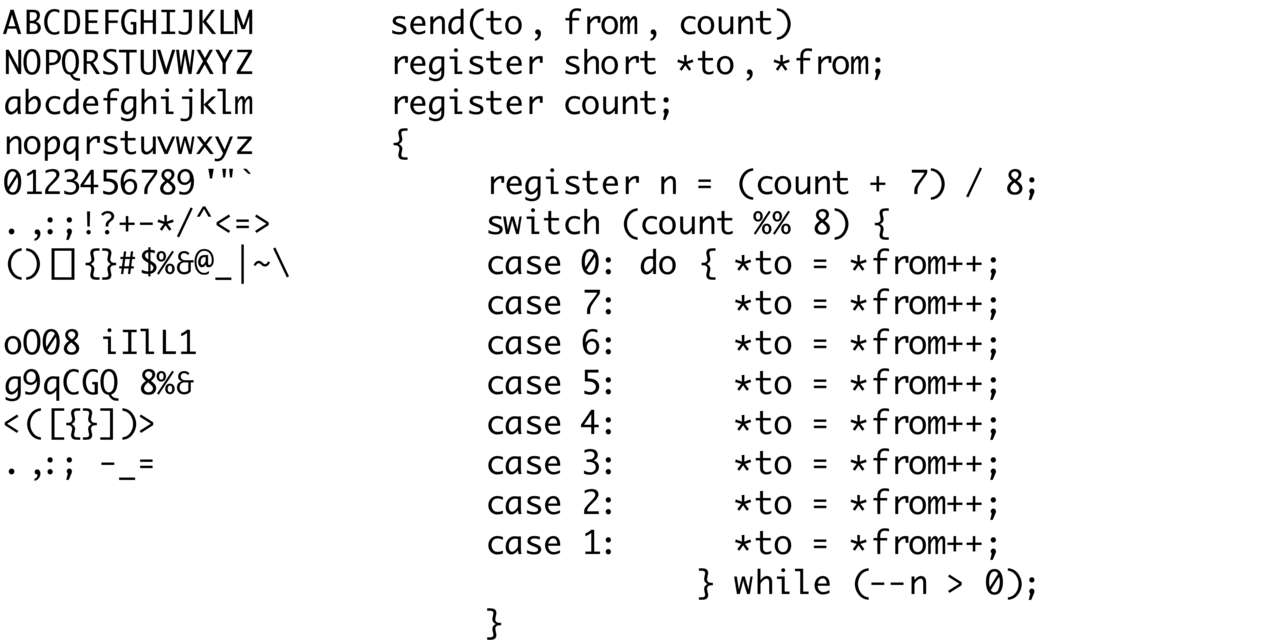 ABCDEFGHIJKLM
NOPQRSTUVWXYZ
abcdefghijklm
nopqrstuvwxyz
0123456789'"`
.,:;!?+-*/^<=>
()[]{}#$%&@_|~\
oO08 iIlL1
g9qCGQ 8%&
<([{}])>
.,:; -_=
send(to, from, count)
register short *to, *from;
register count;
{
    register n = (count + 7) / 8;
    switch (count %% 8) {
    case 0: do { *to = *from++;
    case 7:      *to = *from++;
    case 6:      *to = *from++;
    case 5:      *to = *from++;
    case 4:      *to = *from++;
    case 3:      *to = *from++;
    case 2:      *to = *from++;
    case 1:      *to = *from++;
               } while (--n > 0);
    }